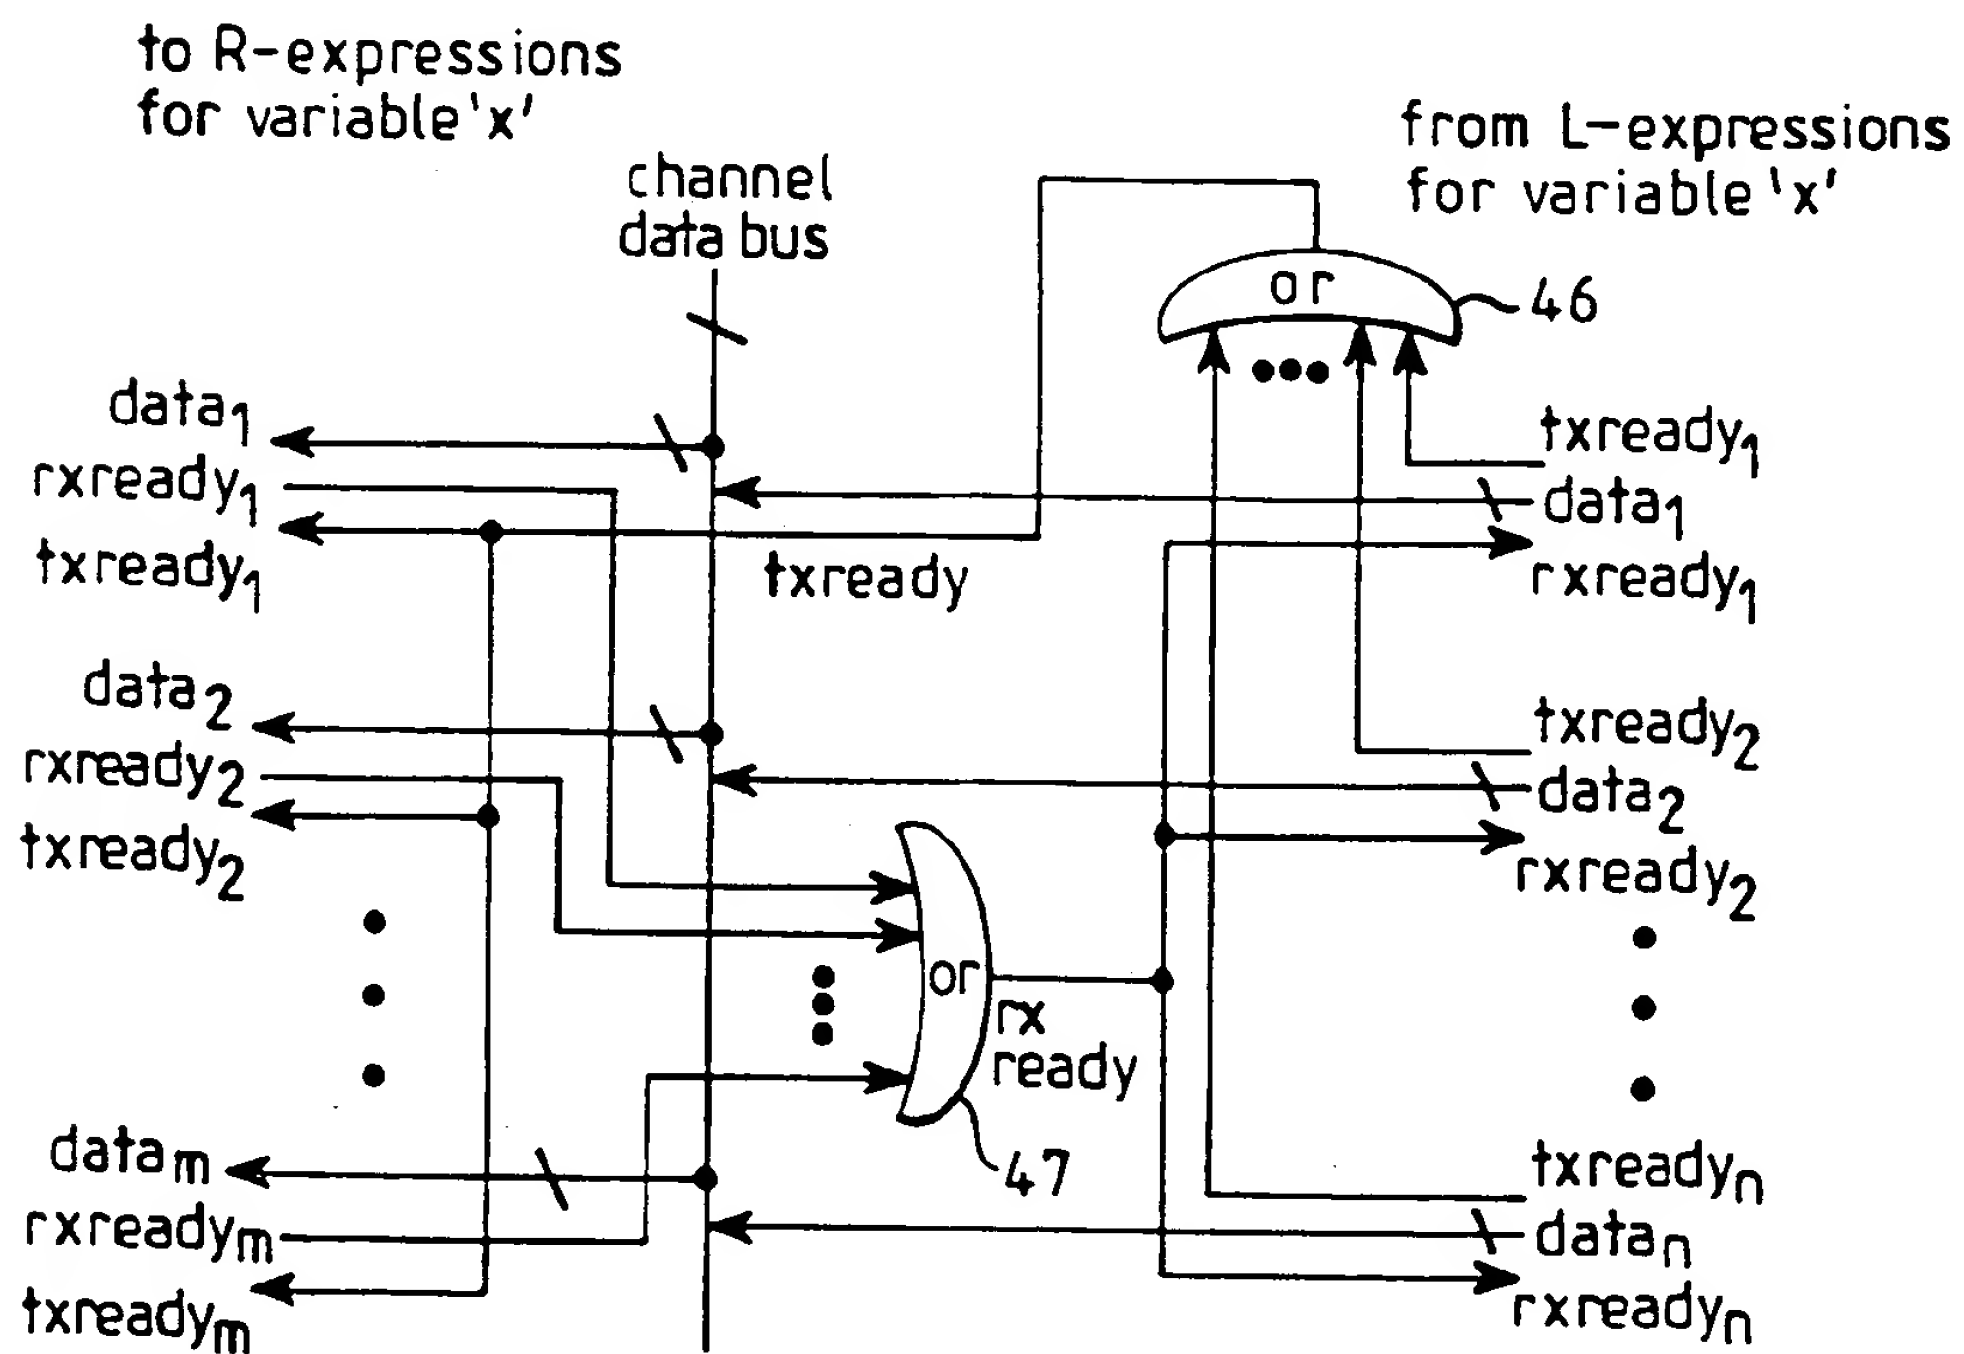 to R-expressions
for variable 'x'
from L-expressions
for variable 'x'
channel
data bus
or
46
data1
rxready1
txready1
txready
txready1
data1
rxready1
data2
rxready2
txready2
txready2
data2
rxready2
or
rx
ready
47
datam
rxreadym
txreadym
txreadyn
datan
rxreadyn